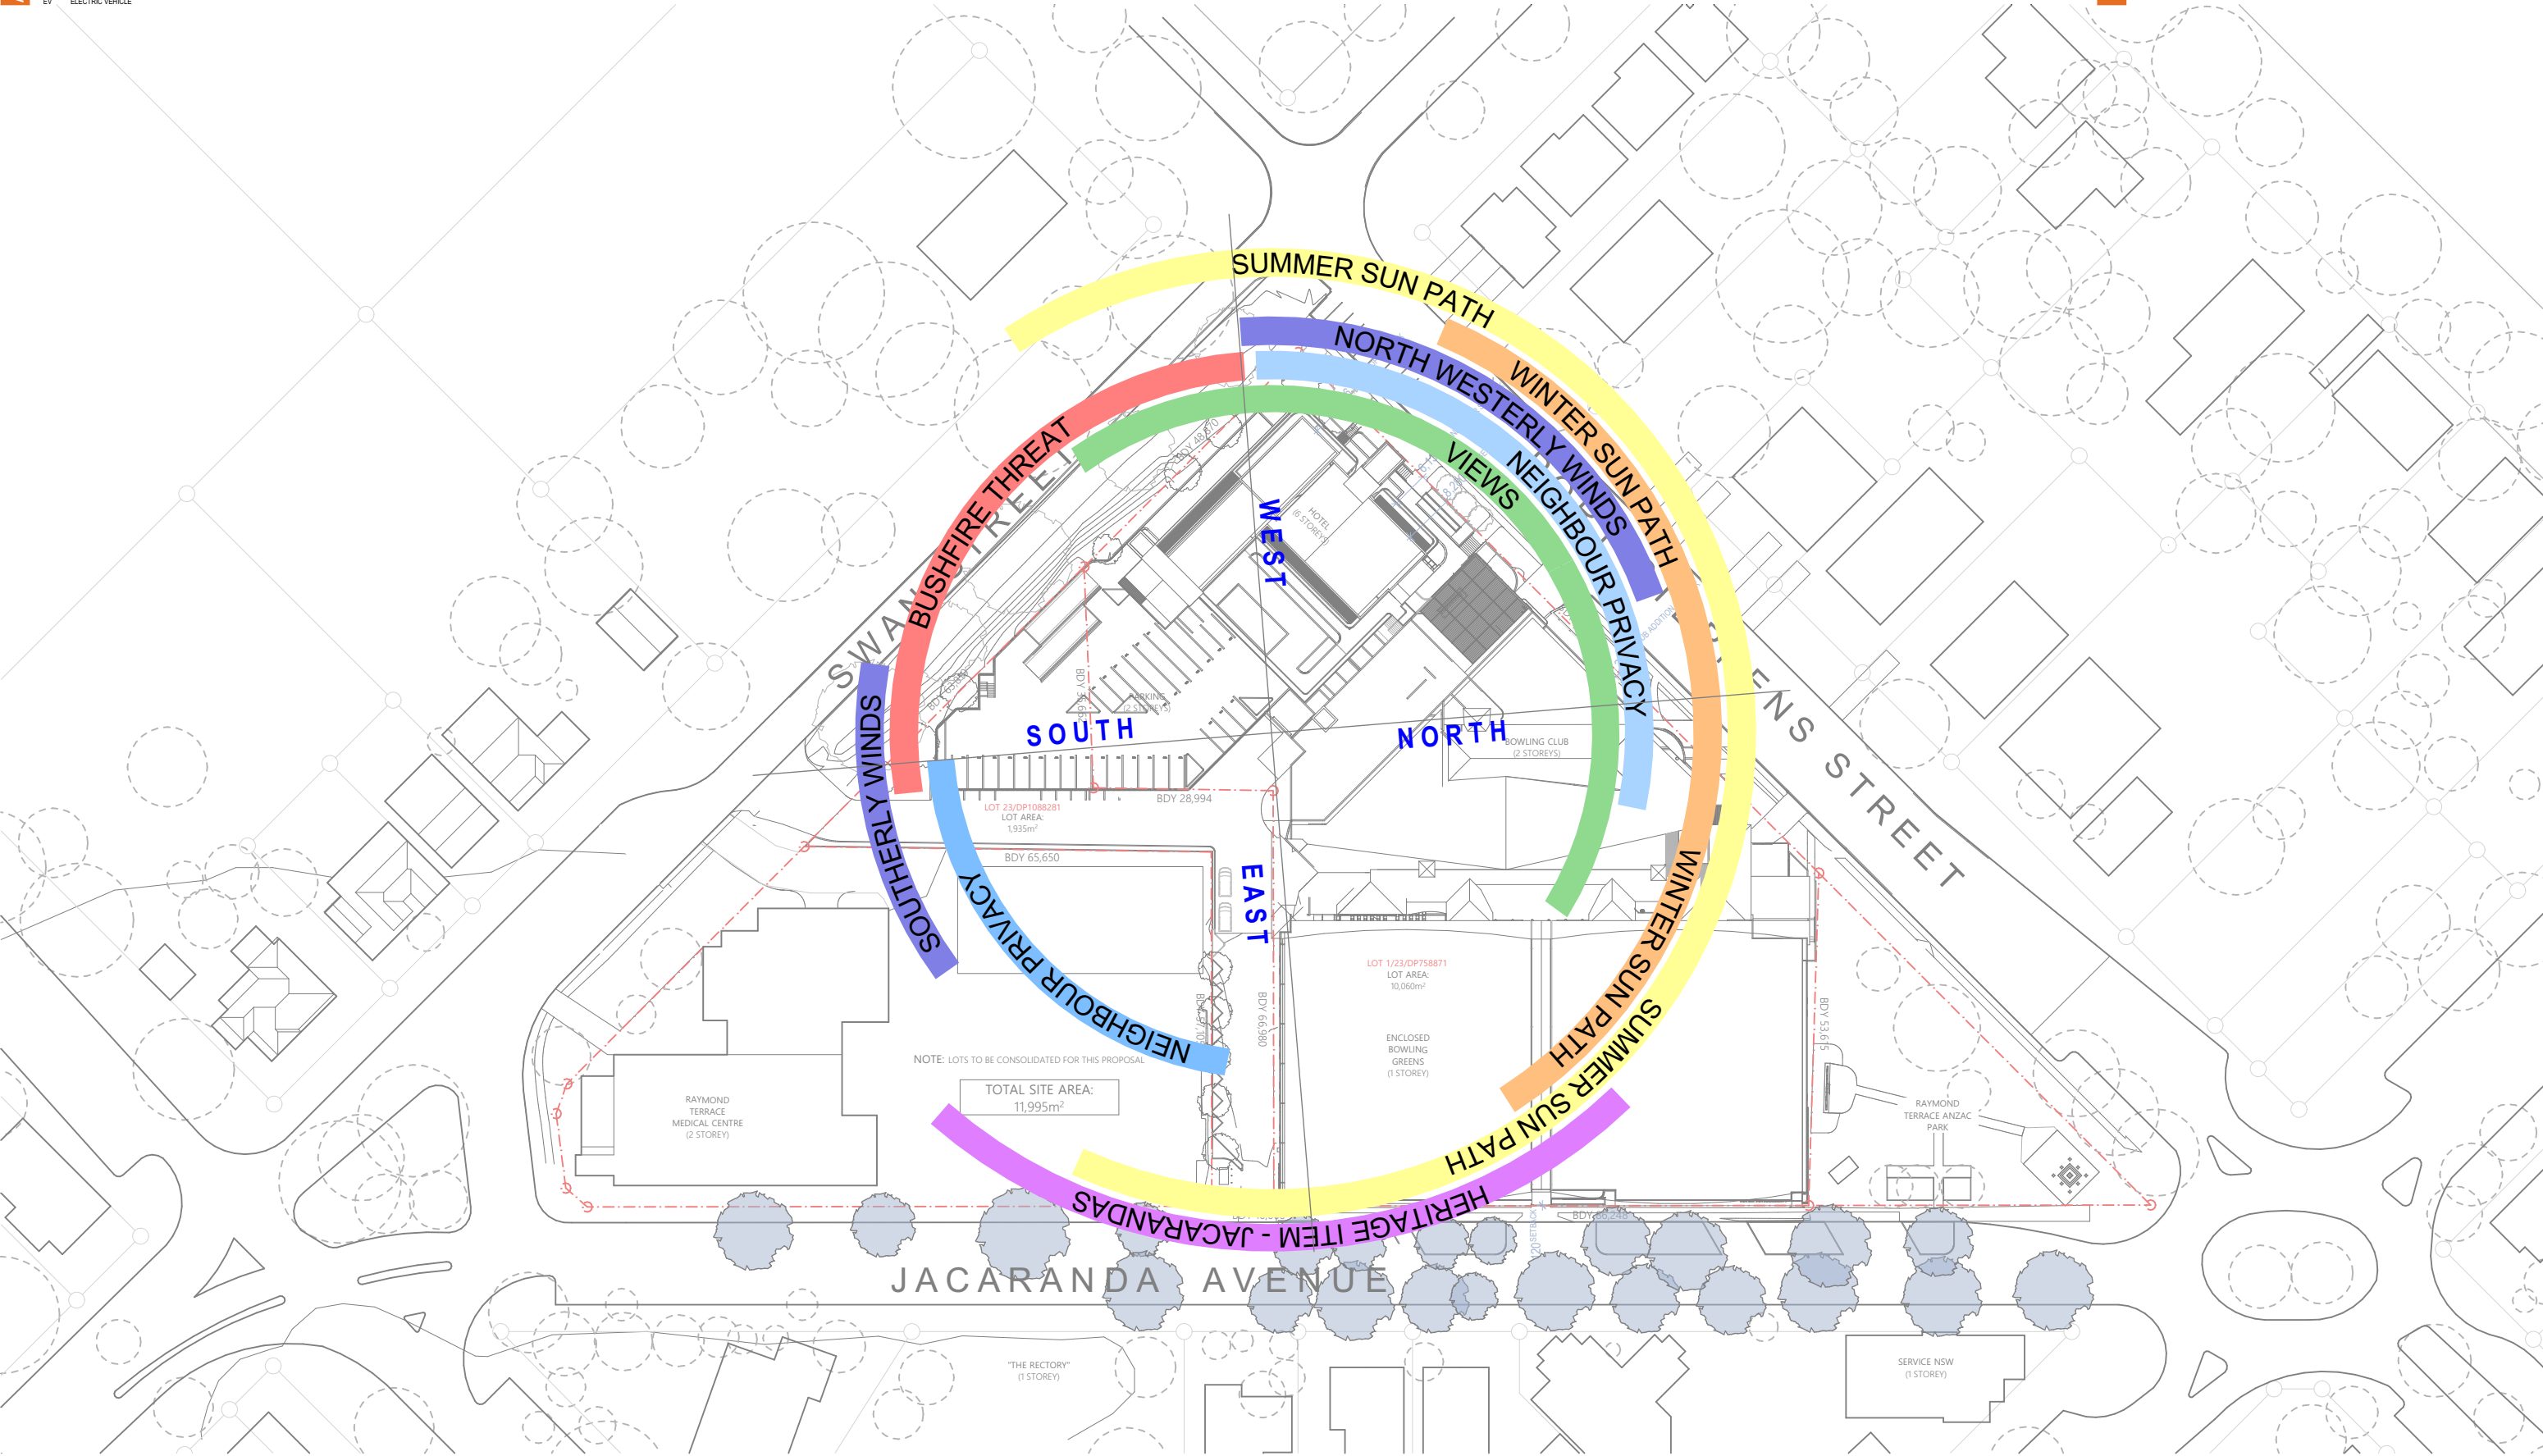 EV ELECTRIC VEHICLE
SUMMER SUN PATH
NORTH WESTERLY WINDS
WINTER SUN PATH
BUSHFIRE THREAT
VIEWS
NEIGHBOUR PRIVACY
WEST
HOTEL
(6 STOREYS)
PARKING
(2 STOREYS)
SOUTH
NORTH
BOWLING CLUB
(2 STOREYS)
SOUTHERLY WINDS
BDY 28,994
LOT 23/DP1088281
LOT AREA:
1,935m²
BDY 65,650
EAST
NEIGHBOUR PRIVACY
WINTER SUN PATH
SUMMER SUN PATH
LOT 1/23/DP758871
LOT AREA:
10,060m²
BDY 66,980
BDY 53,615
ENCLOSED
BOWLING
GREENS
(1 STOREY)
NOTE: LOTS TO BE CONSOLIDATED FOR THIS PROPOSAL
TOTAL SITE AREA:
11,995m²
RAYMOND
TERRACE
MEDICAL CENTRE
(2 STOREY)
RAYMOND
TERRACE ANZAC
PARK
HERITAGE ITEM - JACARANDAS
SETBACK
JACARANDA AVENUE
"THE RECTORY"
(1 STOREY)
SERVICE NSW
(1 STOREY)
STREET